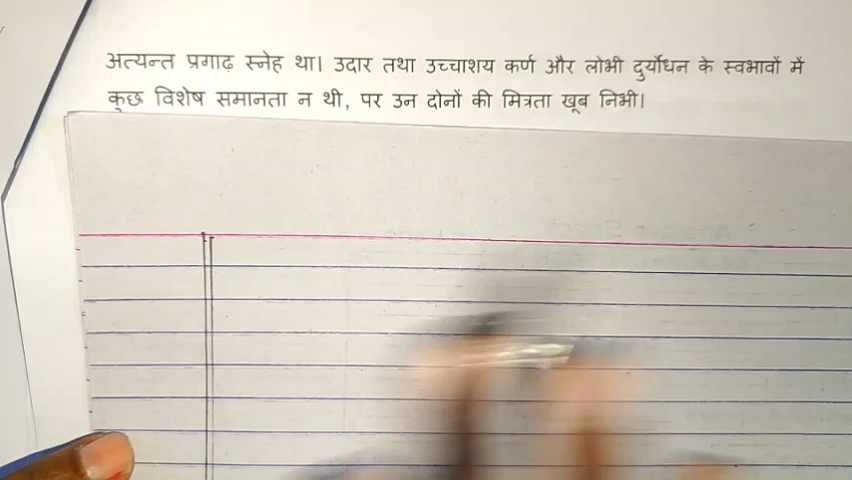 अत्यन्त प्रगाढ़ स्नेह था। उदार तथा उच्चाशय कर्ण और लोभी दुर्योधन के स्वभावों में
कुछ विशेष समानता न थी, पर उन दोनों की मित्रता खूब निभी।